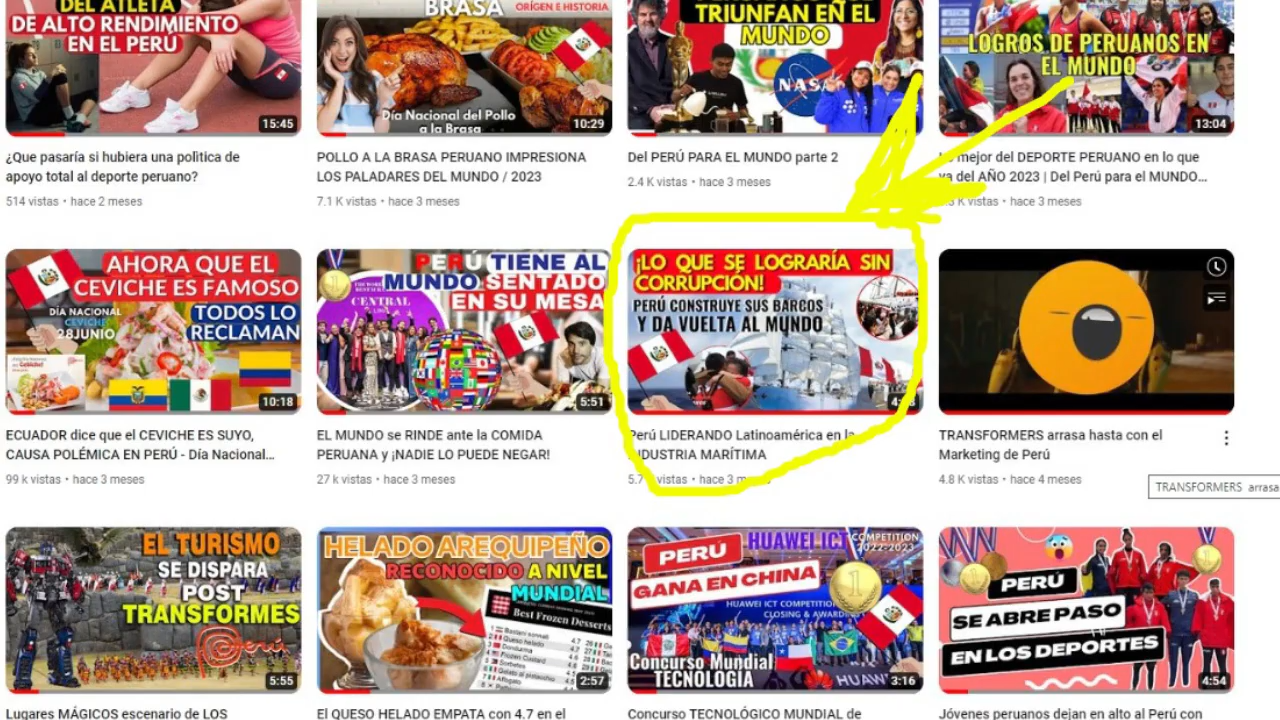 DEL ATLETA
DE ALTO RENDIMIENTO
EN EL PERÚ
15:45
¿Que pasaría si hubiera una polìtica de
apoyo total al deporte peruano?
514 vistas • hace 2 meses
BRASA
ORÍGEN E HISTORIA
Día Nacional del Pollo
a la Brasa
10:29
POLLO A LA BRASA PERUANO IMPRESIONA
LOS PALADARES DEL MUNDO / 2023
7.1 K vistas • hace 3 meses
TRIUNFAN EN EL
MUNDO
NASA
Del PERÚ PARA EL MUNDO parte 2
2.4 K vistas • hace 3 meses
LOGROS DE PERUANOS EN
EL MUNDO
13:04
mejor del DEPORTE PERUANO en lo que
va del AÑO 2023 | Del Perú para el MUNDO...
K vistas • hace 3 meses
AHORA QUE EL
CEVICHE ES FAMOSO
DÍA NACIONAL
CEVICHE
28JUNIO
TODOS LO
RECLAMAN
10:18
ECUADOR dice que el CEVICHE ES SUYO,
CAUSA POLÉMICA EN PERÚ - Día Nacional...
99 k vistas • hace 3 meses
PERÚ TIENE AL
MUNDO SENTADO
EN SU MESA
CENTRAL
5:51
EL MUNDO se RINDE ante la COMIDA
PERUANA y ¡NADIE LO PUEDE NEGAR!
27 k vistas • hace 3 meses
¡LO QUE SE LOGRARÍA SIN
CORRUPCIÓN!
PERÚ CONSTRUYE SUS BARCOS
Y DA VUELTA AL MUNDO
Perú LIDERANDO Latinoamérica en la
INDUSTRIA MARÍTIMA
5.7 vistas • hace 3
TRANSFORMERS arrasa hasta con el
Marketing de Perú
4.8 K vistas • hace 4 meses
TRANSFORMERS arrasa
EL TURISMO
SE DISPARA
POST
TRANSFORMES
Perú
5:55
Lugares MÁGICOS escenario de LOS
HELADO AREQUIPEÑO
RECONOCIDO A NIVEL
MUNDIAL
Best Frozen Desserts
2:57
El QUESO HELADO EMPATA con 4.7 en el
PERÚ
HUAWEI ICT COMPETITION
2022-2023
GANA EN CHINA
HUAWEI ICT COMPETITION
CLOSING & AWARD
Concurso Mundial
TECNOLOGÍA
HUAW
3:16
Concurso TECNOLÓGICO MUNDIAL de
PERÚ
SE ABRE PASO
EN LOS DEPORTES
4:54
Jóvenes peruanos dejan en alto al Perú con